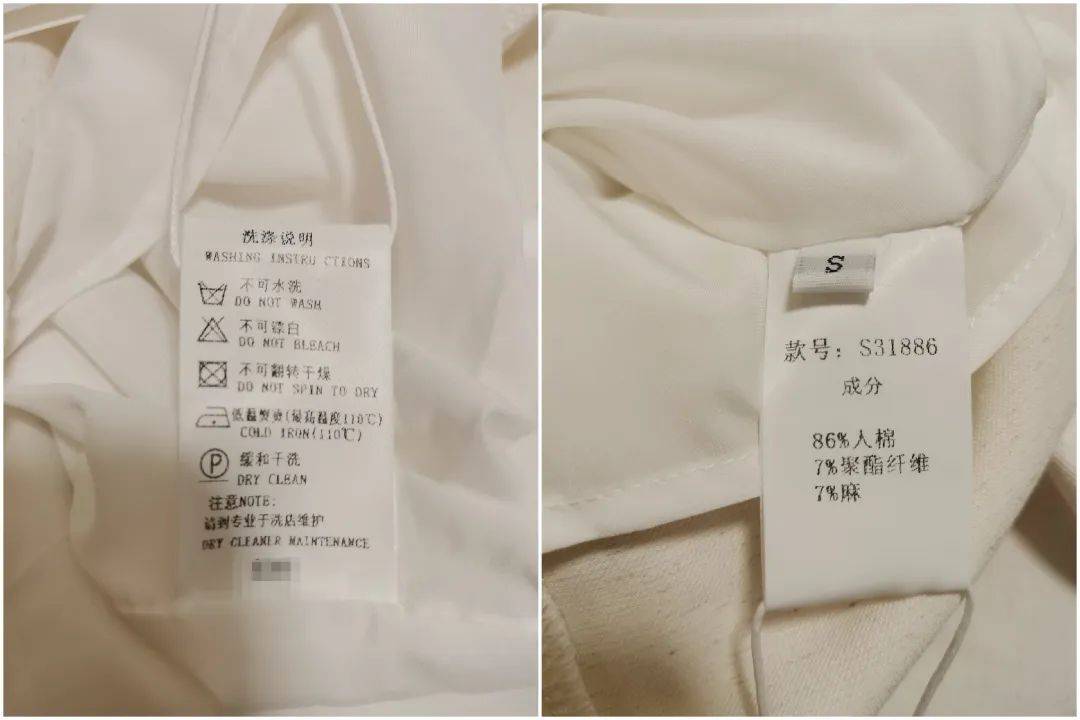 洗涤说明
WASHING INSTRUCTIONS
不可水洗
DO NOT WASH
不可漂白
DO NOT BLEACH
不可翻转干燥
DO NOT SPIN TO DRY
低温熨烫(最高温度110℃)
COLD IRON(110℃)
P
缓和干洗
DRY CLEAN
注意NOTE:
请到专业干洗店维护
DRY CLEANER MAINTENANCE
S
款号: S31886
成分
86%人棉
7%聚酯纤维
7%麻